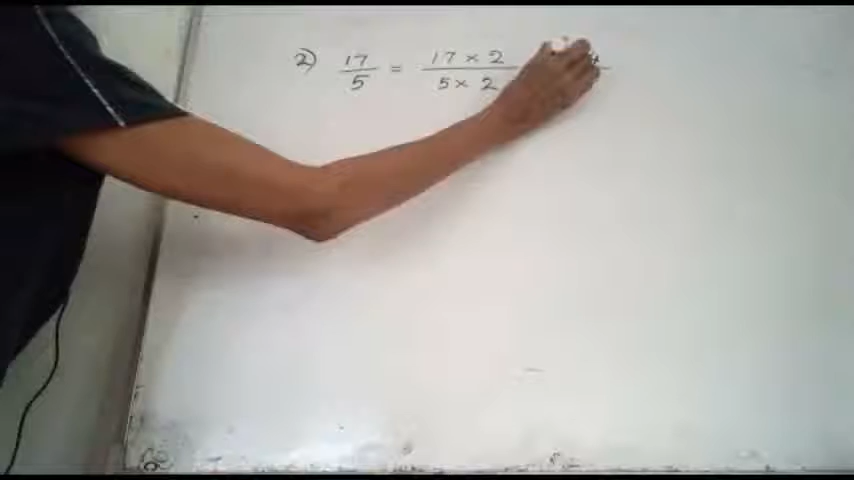 2) 17/5 = 17 × 2 / 5 × 2